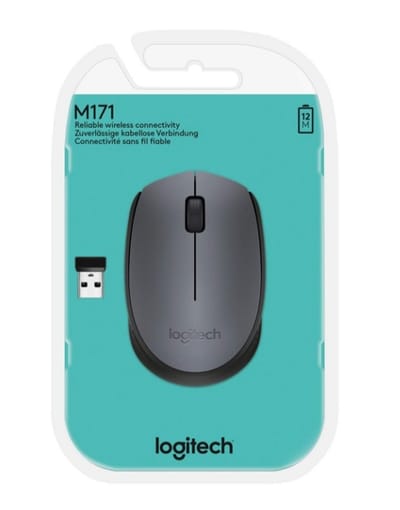 M171
Reliable wireless connectivity
Zuverlässige kabellose Verbindung
Connectivité sans fil fiable
12
M
logitech
logitech